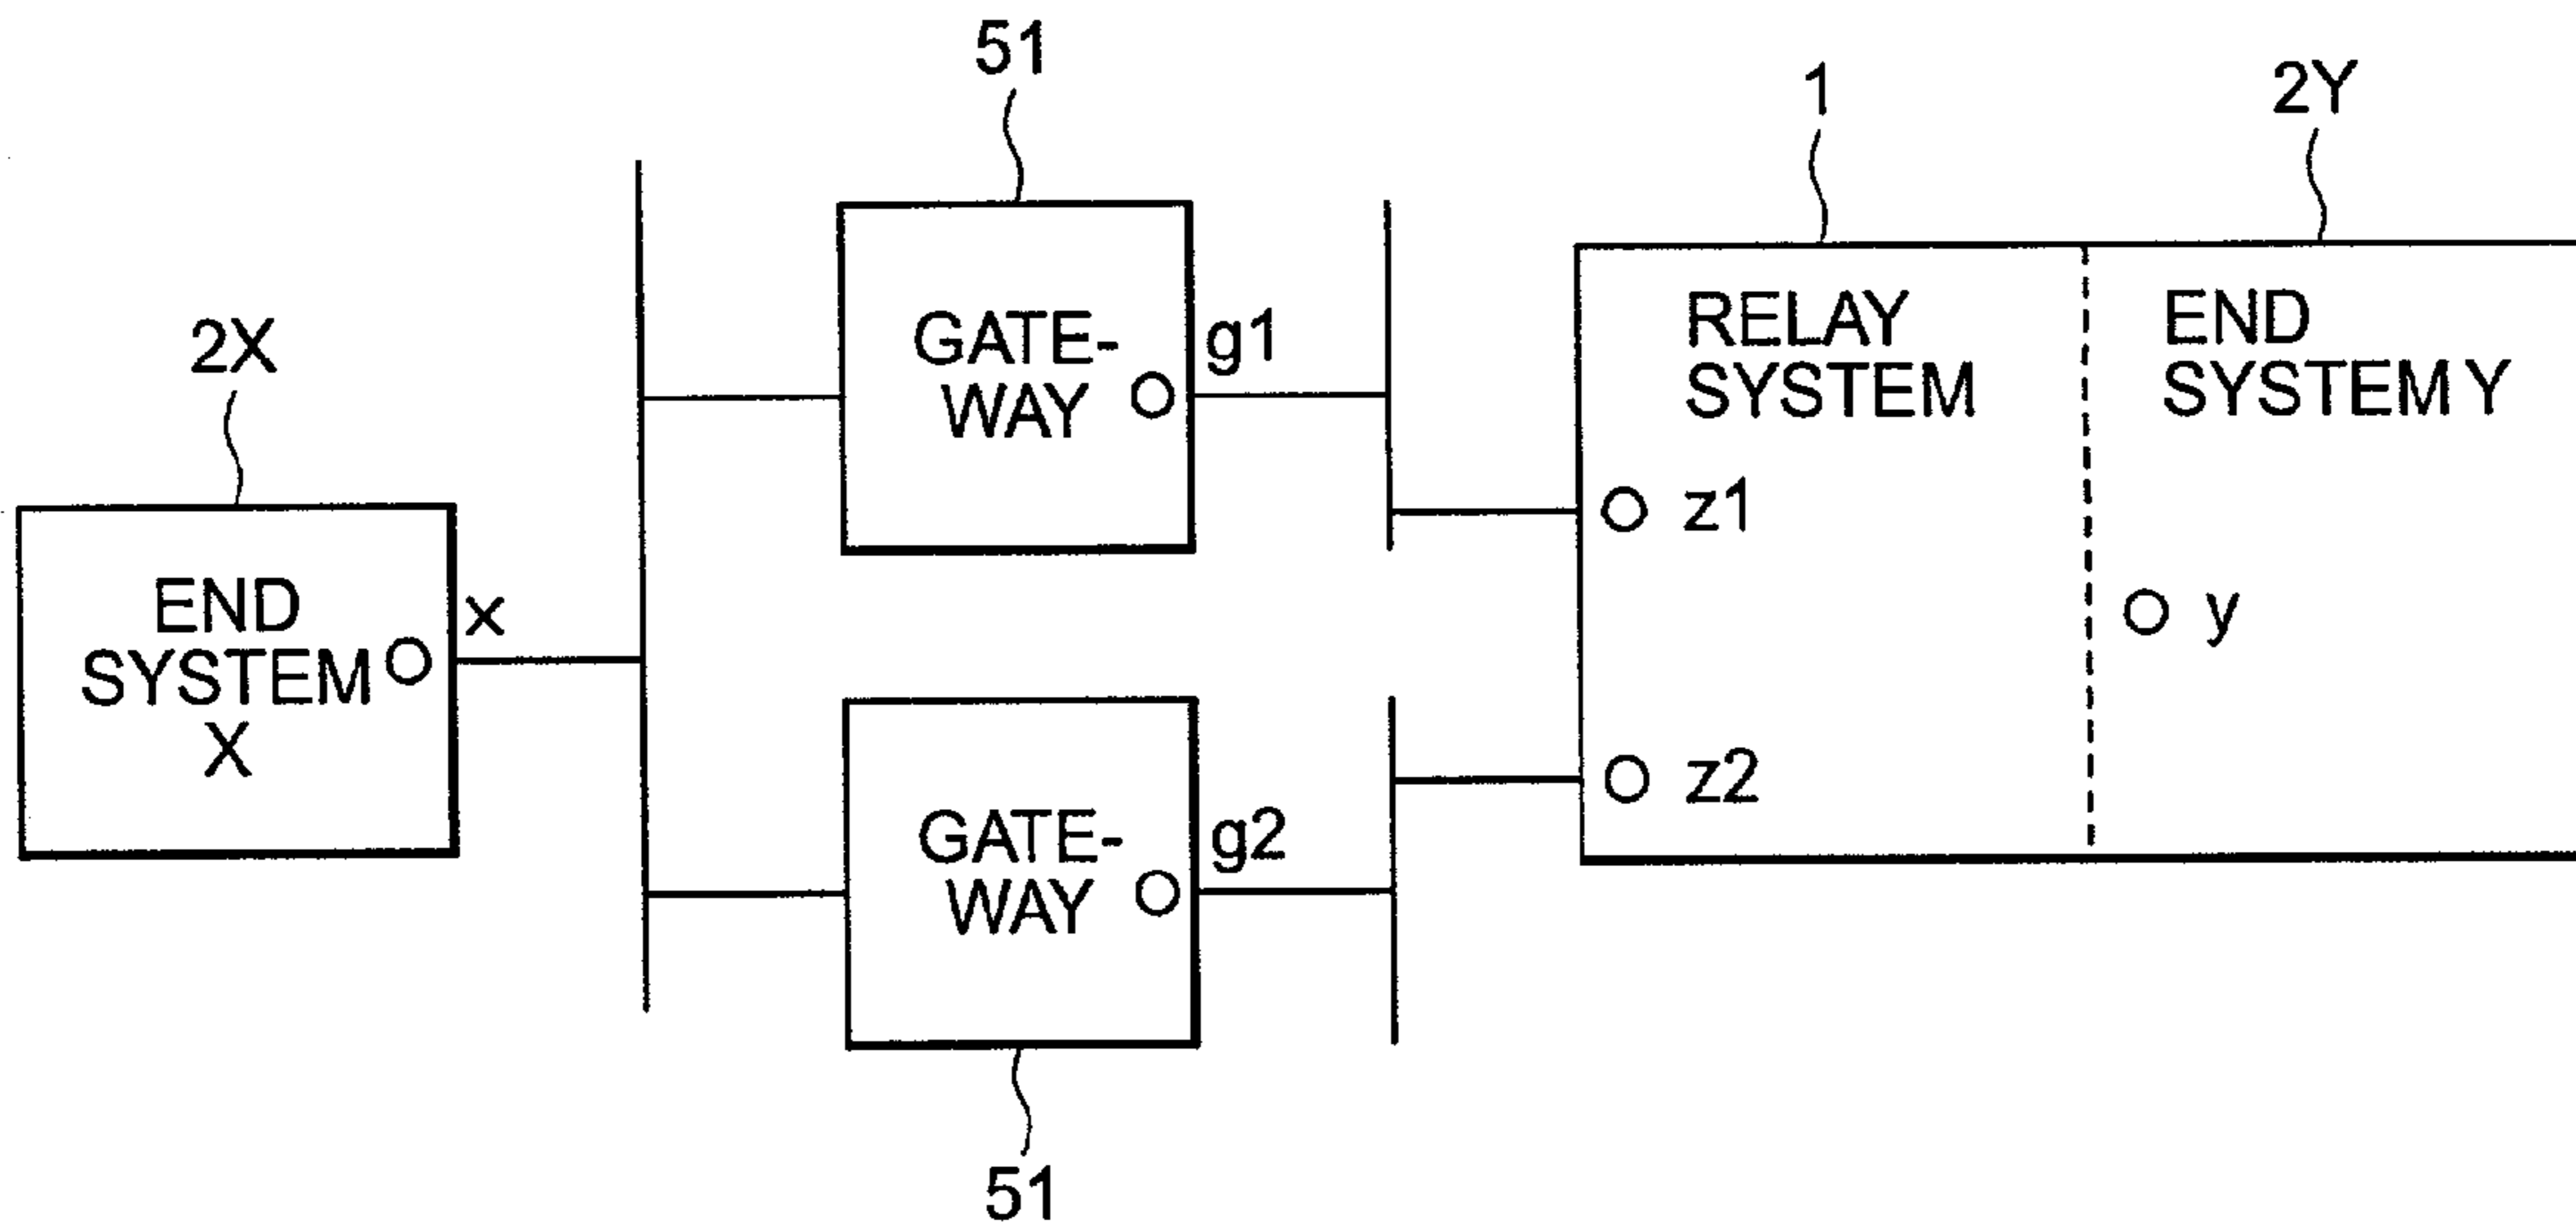 51
1
2Y
2X
GATE-
WAY
g1
RELAY
SYSTEM
END
SYSTEM Y
z1
END
SYSTEM
X
x
y
GATE-
WAY
g2
z2
51